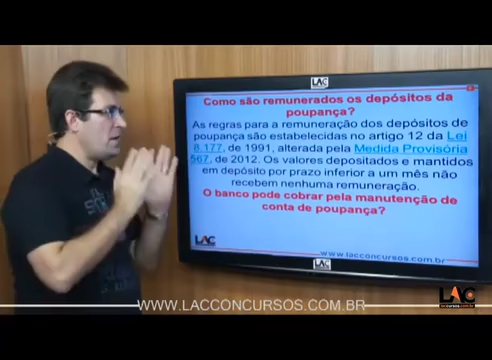 LAC
Como são remunerados os depósitos da
poupança?
As regras para a remuneração dos depósitos de
poupança são estabelecidas no artigo 12 da Lei
8.177, de 1991, alterada pela Medida Provisória
567, de 2012. Os valores depositados e mantidos
em depósito por prazo inferior a um mês não
recebem nenhuma remuneração.
O banco pode cobrar pela manutenção de
conta de poupança?
LAC
www.lacconcursos.com.br
LAC
WWW.LACCONCURSOS.COM.BR
LAC